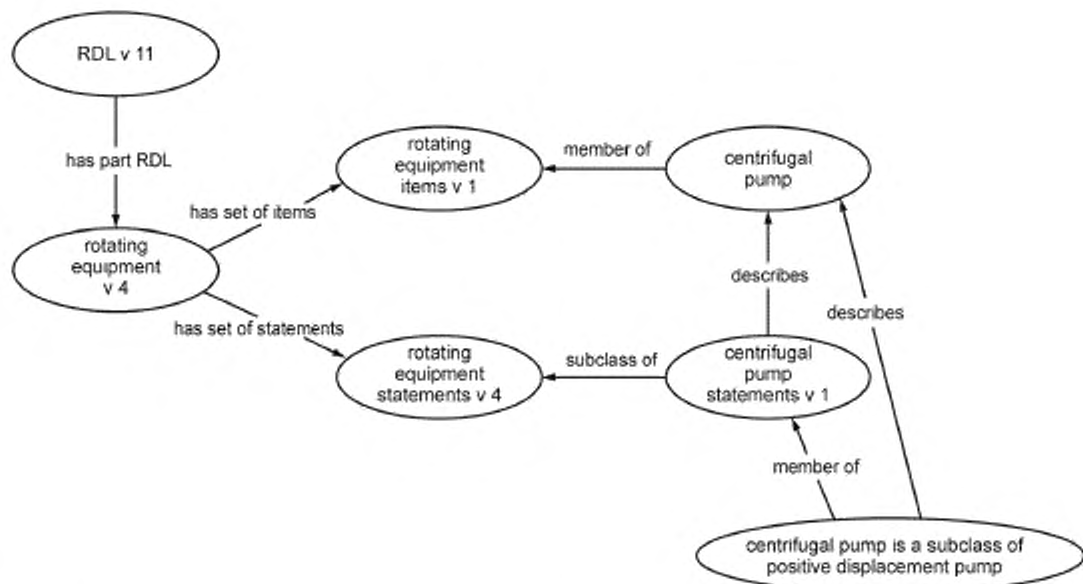 RDL v 11
has part RDL
rotating
equipment
items v 1
member of
centrifugal
pump
has set of items
rotating
equipment
v 4
describes
describes
has set of statements
rotating
equipment
statements v 4
subclass of
centrifugal
pump
statements v 1
member of
centrifugal pump is a subclass of
positive displacement pump